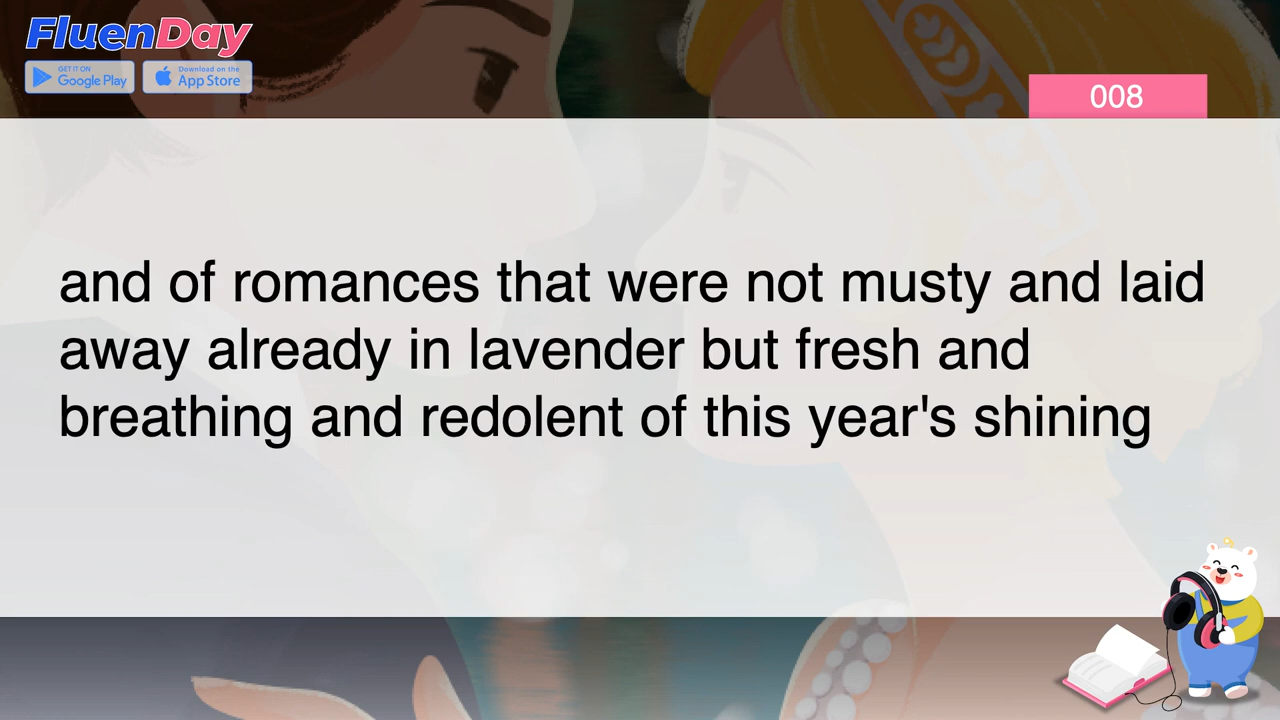 FluenDay
GET IT ON
Google Play
Download on the
App Store
008
and of romances that were not musty and laid
away already in lavender but fresh and
breathing and redolent of this year's shining